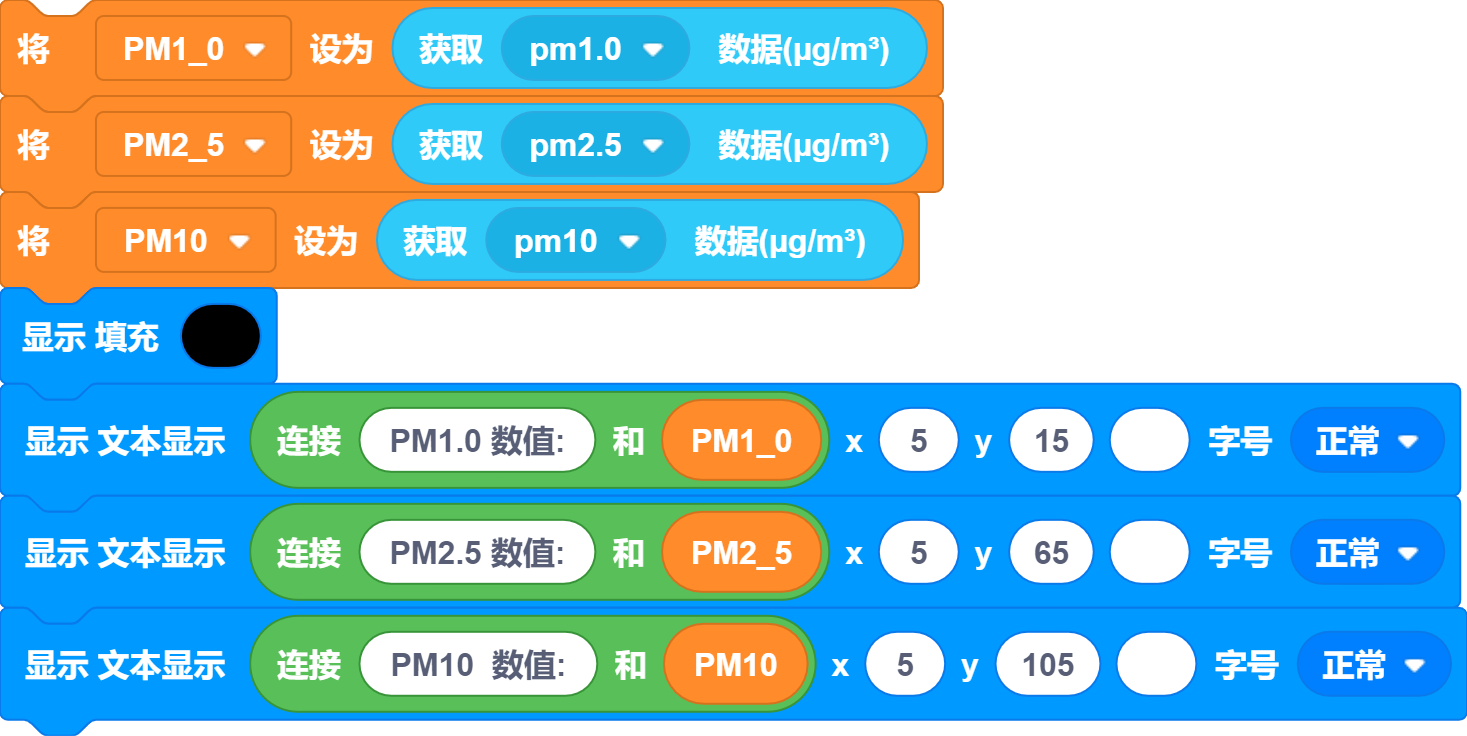 将 PM1_0 设为 获取 pm1.0 数据(μg/m³)
将 PM2_5 设为 获取 pm2.5 数据(μg/m³)
将 PM10 设为 获取 pm10 数据(μg/m³)
显示 填充
显示 文本显示 连接 PM1.0 数值: 和 PM1_0 x 5 y 15 字号 正常
显示 文本显示 连接 PM2.5 数值: 和 PM2_5 x 5 y 65 字号 正常
显示 文本显示 连接 PM10 数值: 和 PM10 x 5 y 105 字号 正常